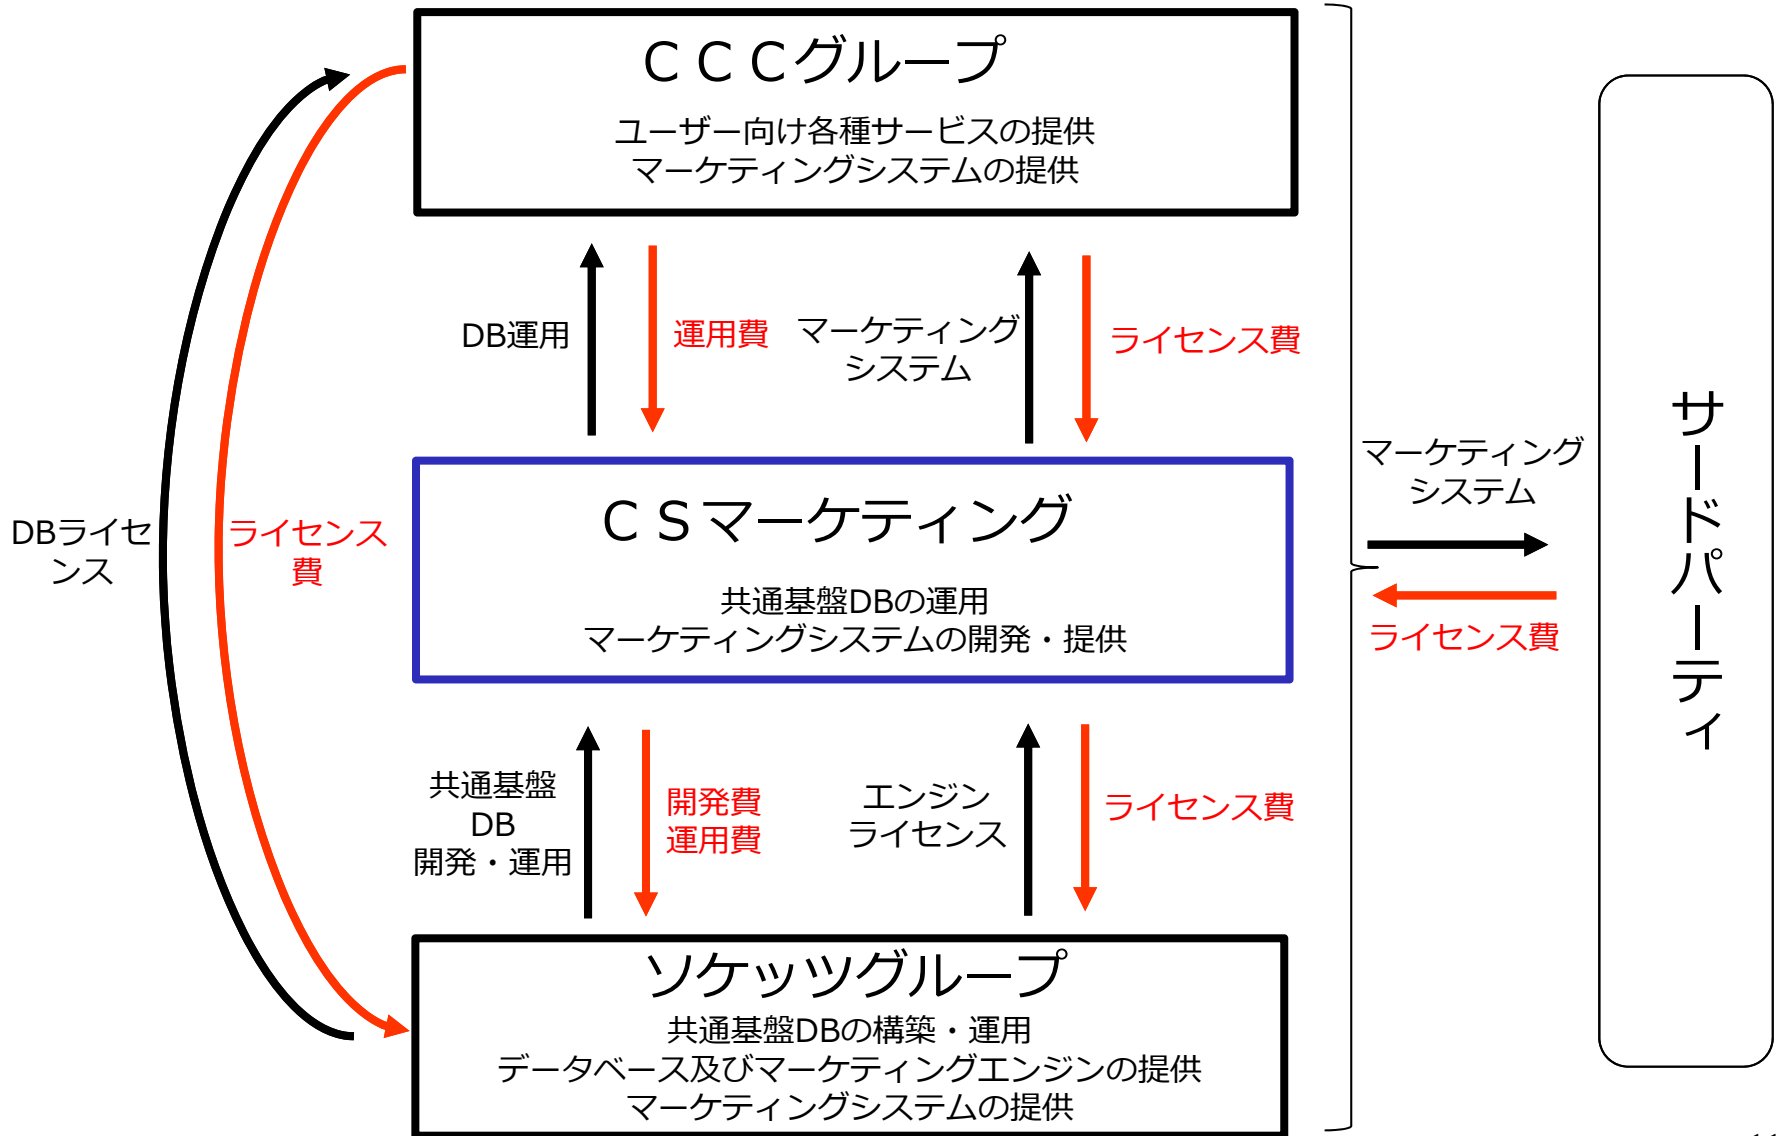 ＣＣＣグループ
ユーザー向け各種サービスの提供
マーケティングシステムの提供
DB運用
運用費
マーケティング
システム
ライセンス費
ＣＳマーケティング
共通基盤DBの運用
マーケティングシステムの開発・提供
DBライセ
ンス
ライセンス
費
マーケティング
システム
ライセンス費
サードパーティ
共通基盤
DB
開発・運用
開発費
運用費
エンジン
ライセンス
ライセンス費
ソケッツグループ
共通基盤DBの構築・運用
データベース及びマーケティングエンジンの提供
マーケティングシステムの提供